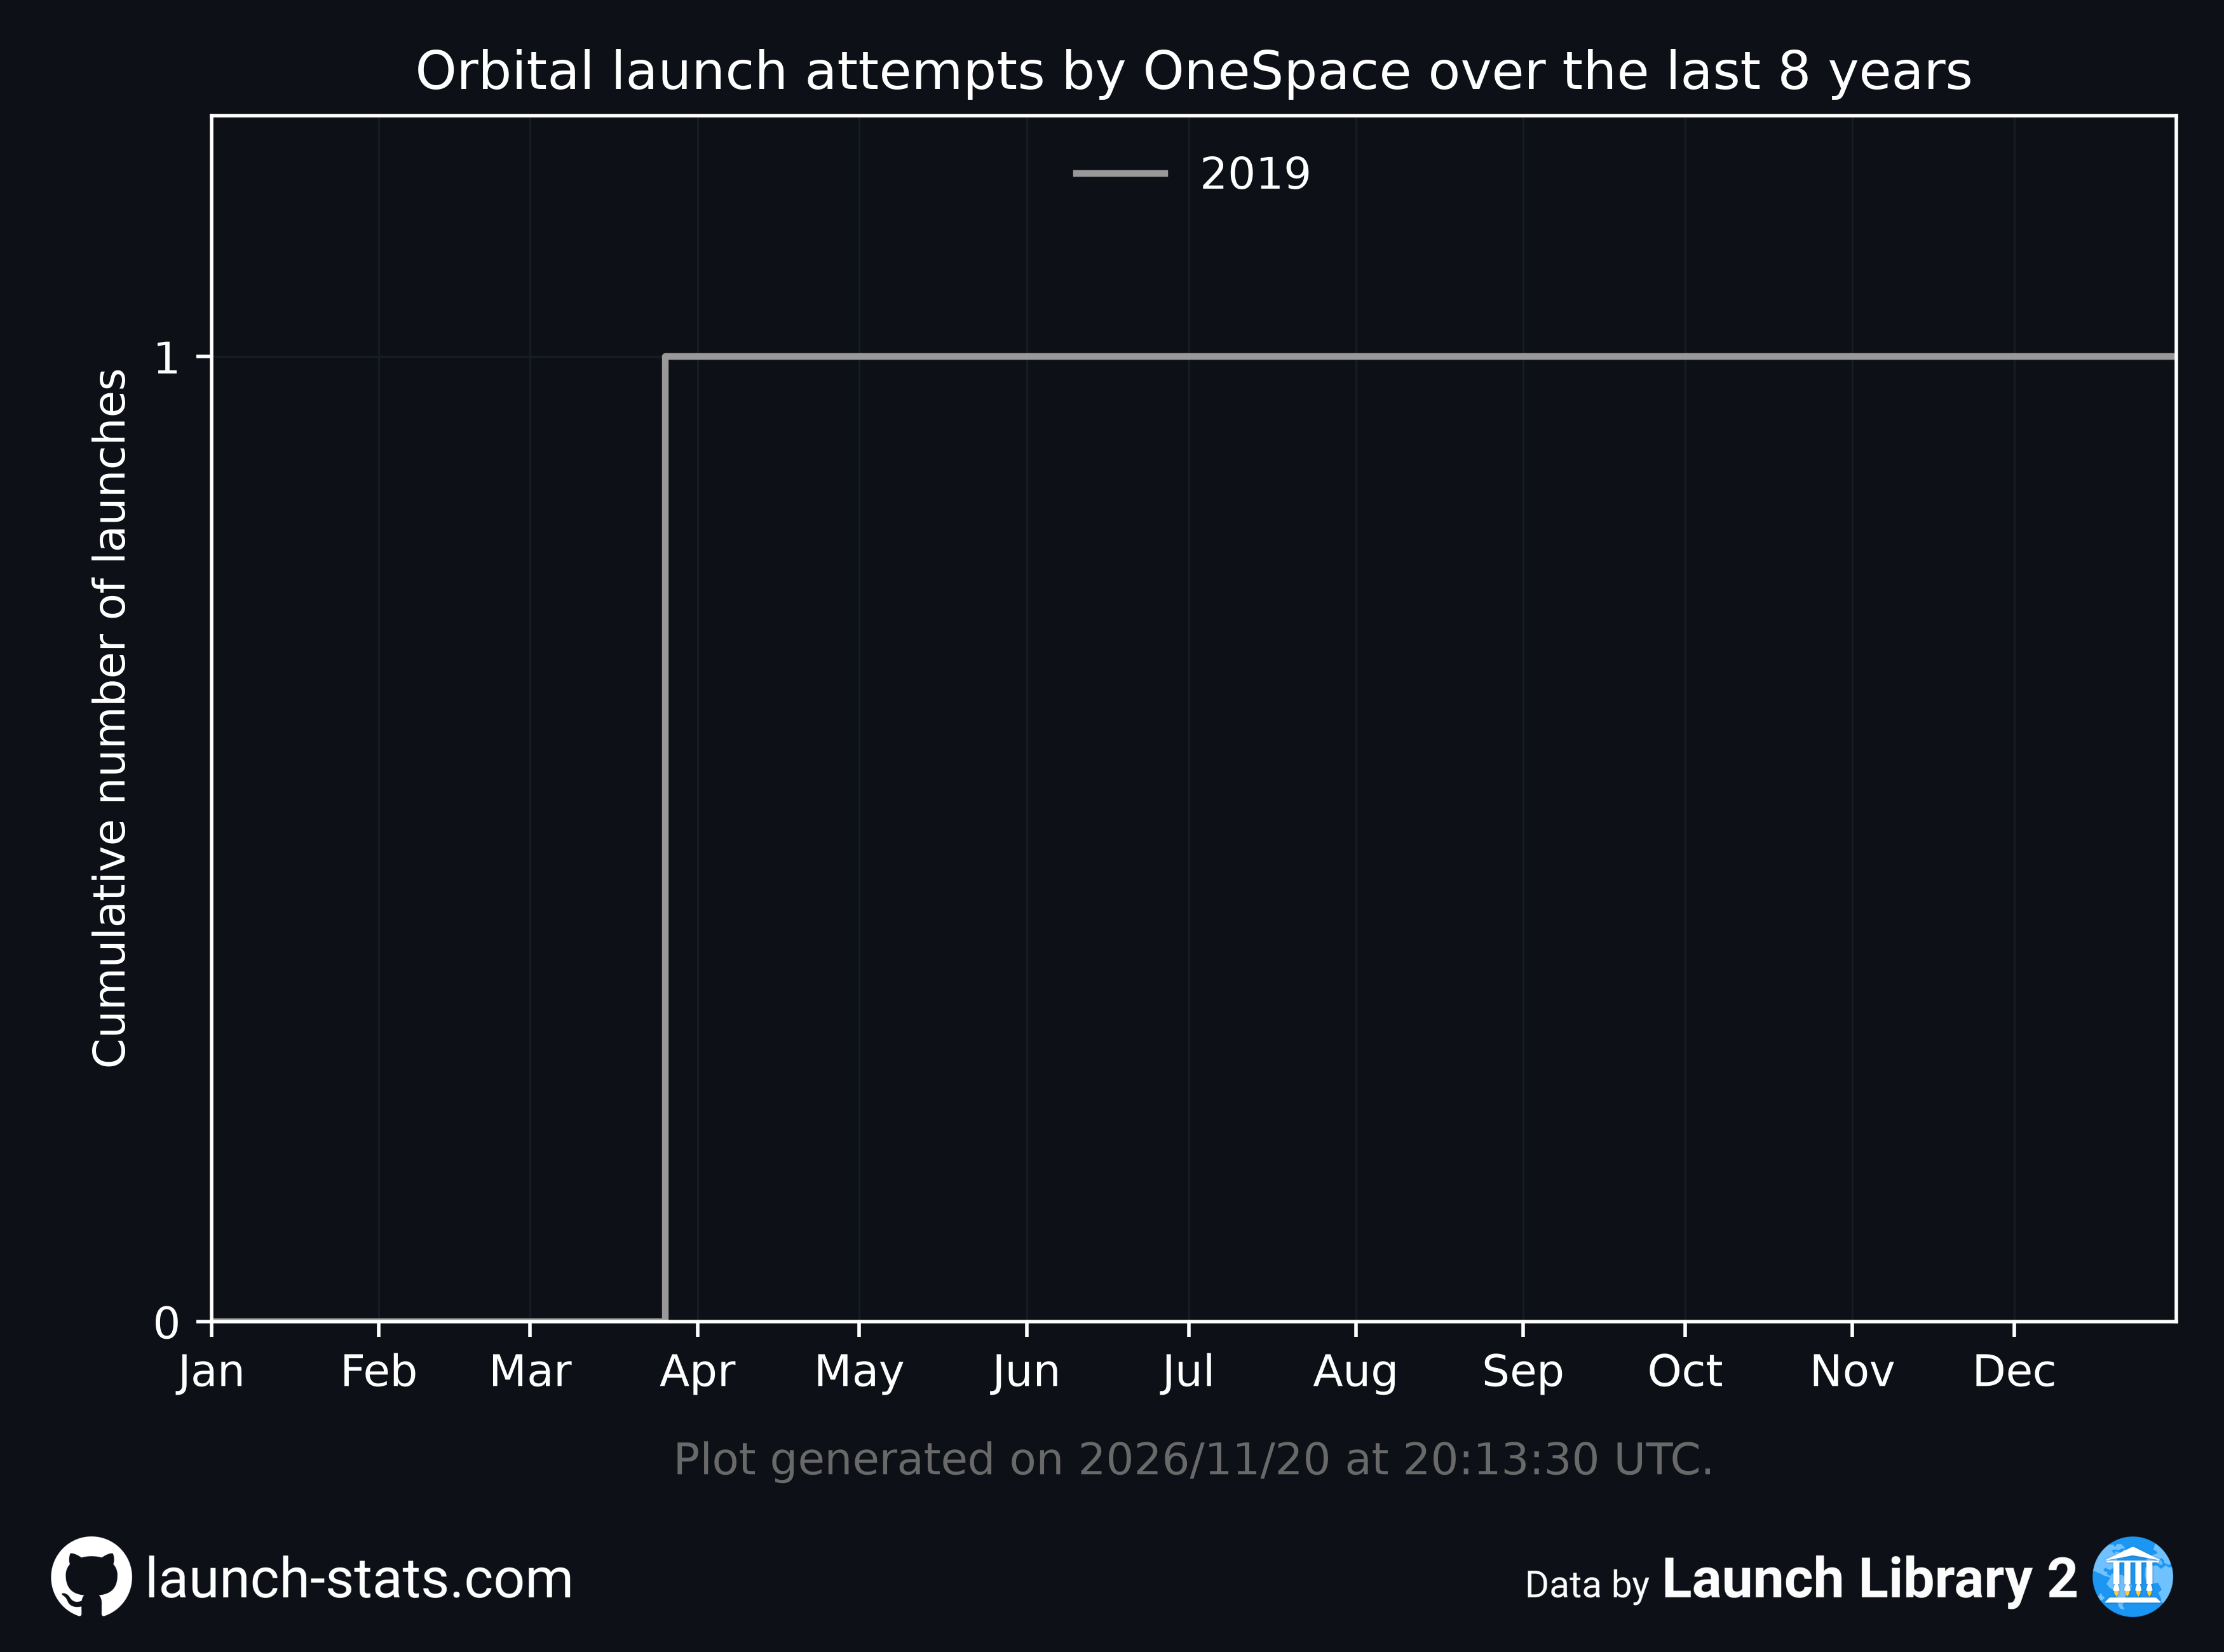 Orbital launch attempts by OneSpace over the last 8 years
2019
Cumulative number of launches
1
0
Jan Feb Mar Apr May Jun Jul Aug Sep Oct Nov Dec
Plot generated on 2026/11/20 at 20:13:30 UTC.
launch-stats.com
Data by Launch Library 2